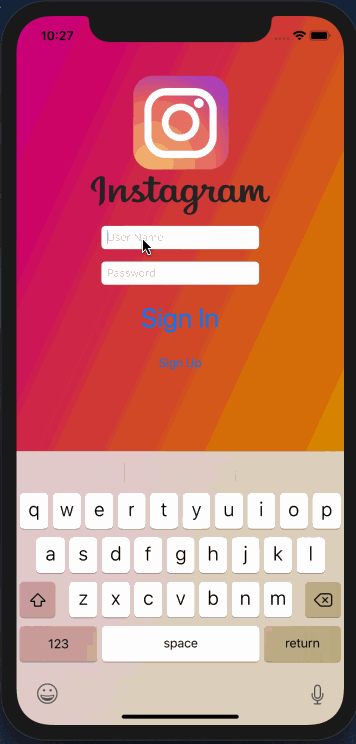 10:27
Instagram
User Name
Password
Sign In
Sign Up
q w e r t y u i o p
a s d f g h j k l
z x c v b n m
123 space return